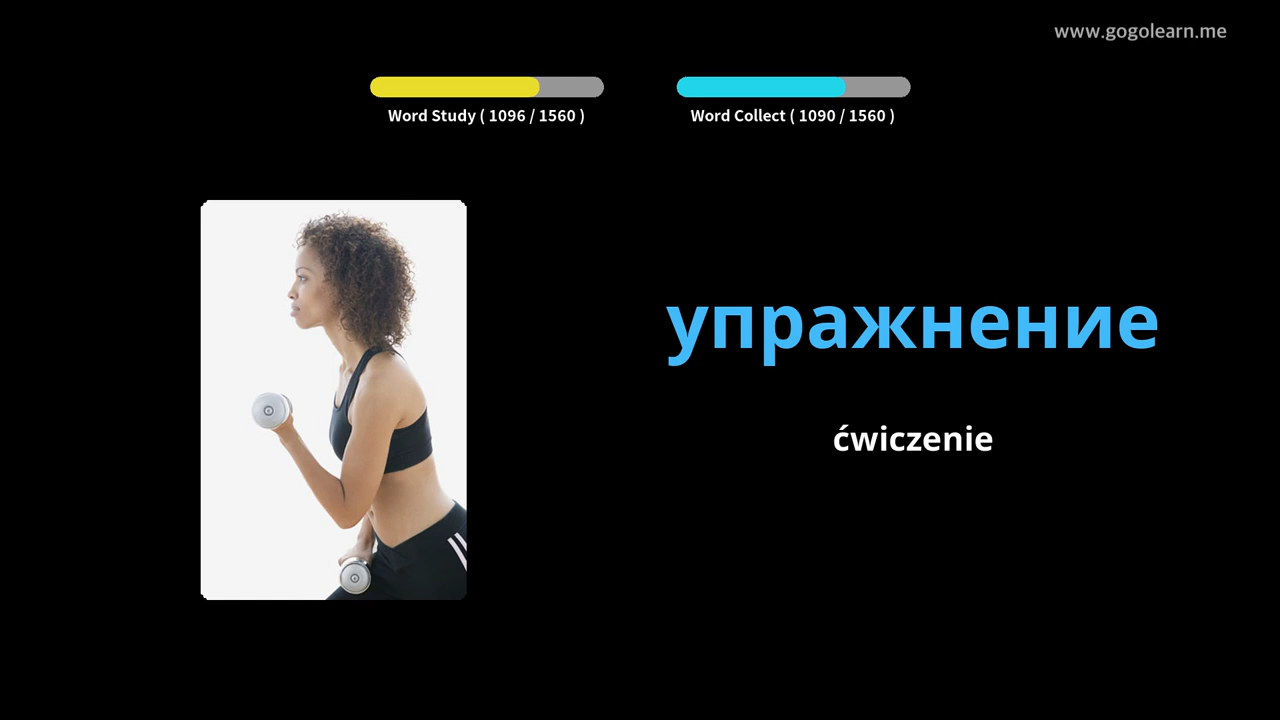 www.gogolearn.me
Word Study ( 1096 / 1560 )
Word Collect ( 1090 / 1560 )
упражнение
ćwiczenie